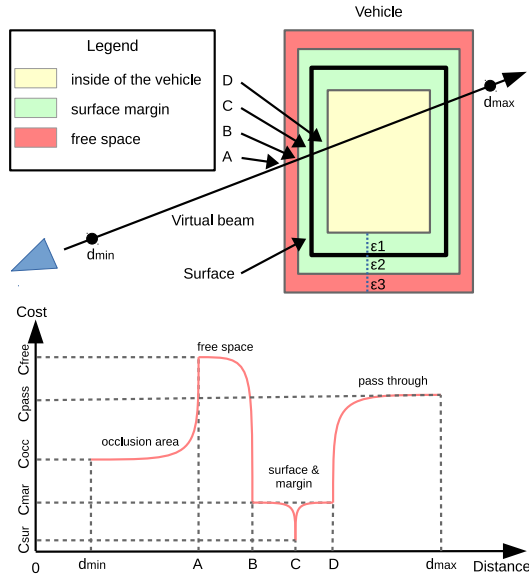 Vehicle
Legend
inside of the vehicle
surface margin
free space
D
C
B
A
dmax
Virtual beam
dmin
Surface
ε1
ε2
ε3
Cost
Cfree
Cpass
Cocc
Cmar
Csur
free space
pass through
occlusion area
surface &
margin
0
dmin
A
B
C
D
dmax
Distance